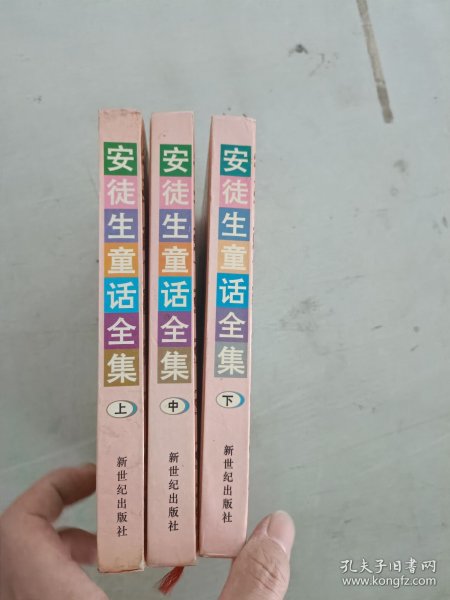 安徒生童话全集
上
新世纪出版社
安徒生童话全集
中
新世纪出版社
安徒生童话全集
下
新世纪出版社
孔夫子旧书网
www.kongfz.com